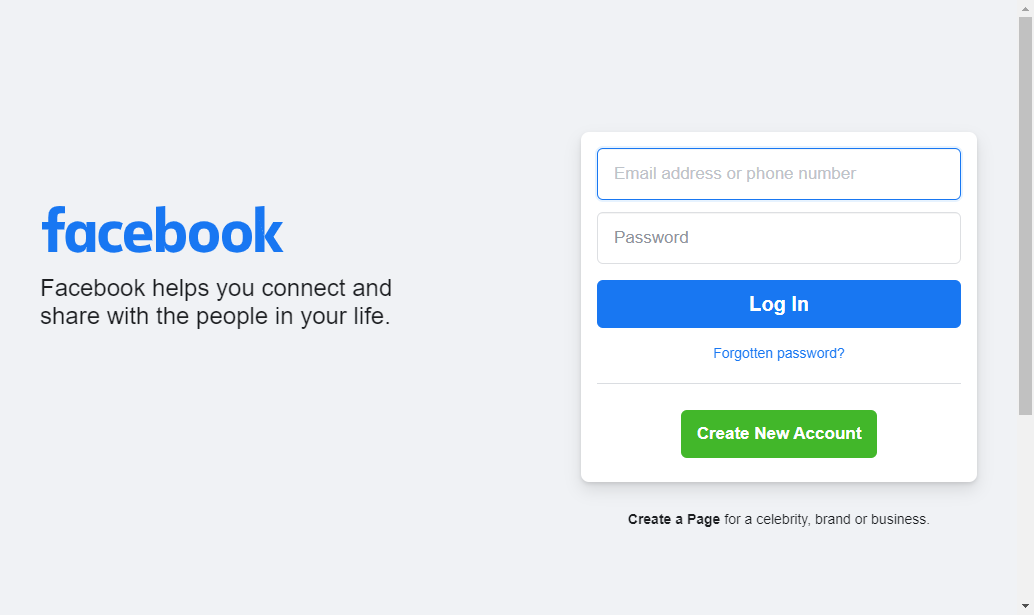 facebook
Facebook helps you connect and
share with the people in your life.
Email address or phone number
Password
Log In
Forgotten password?
Create New Account
Create a Page for a celebrity, brand or business.